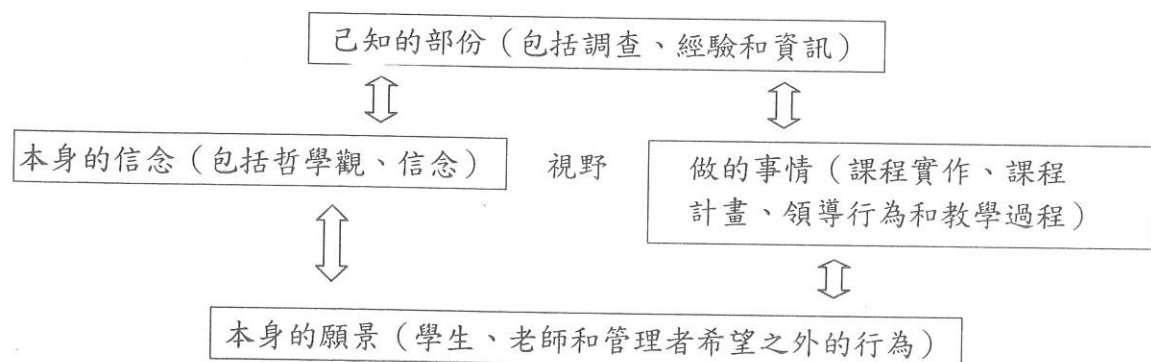 己知的部份（包括調查、經驗和資訊）
本身的信念（包括哲學觀、信念）
視野
做的事情（課程實作、課程
計畫、領導行為和教學過程）
本身的願景（學生、老師和管理者希望之外的行為）